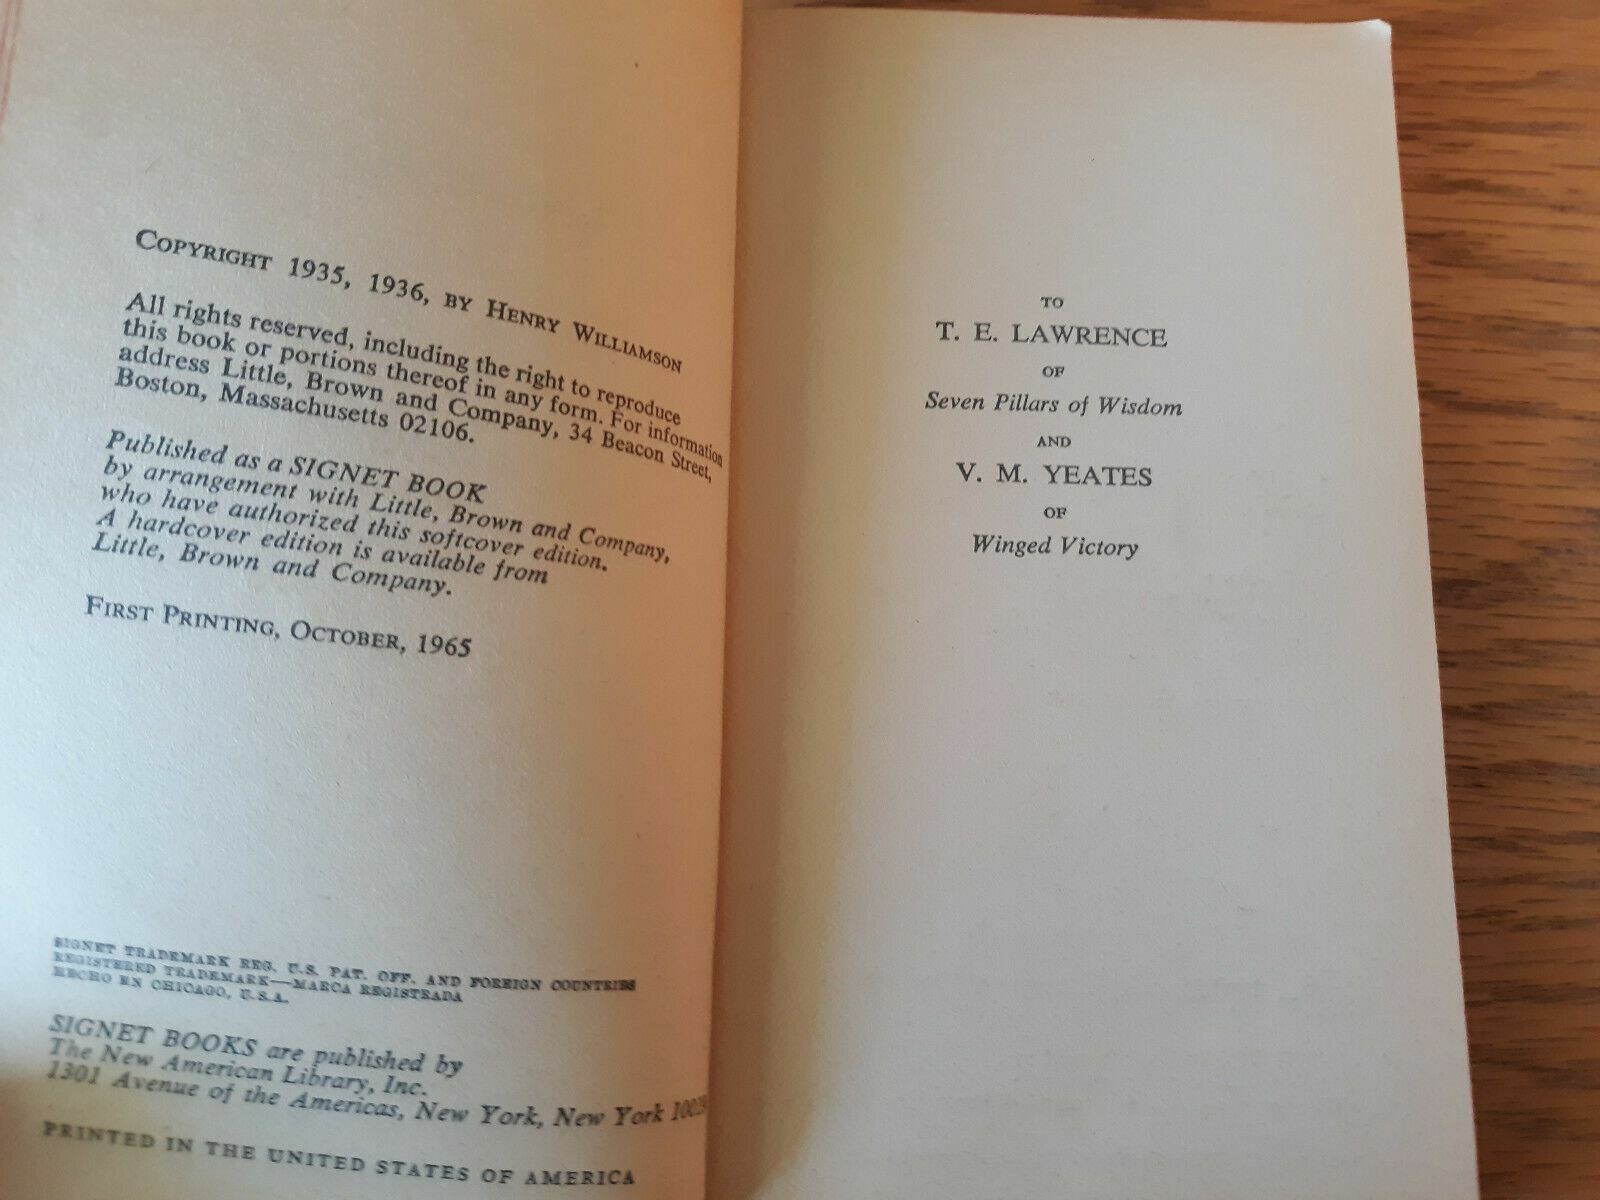 COPYRIGHT 1935, 1936, BY HENRY WILLIAMSON
All rights reserved, including the right to reproduce
this book or portions thereof in any form. For information
address Little, Brown and Company, 34 Beacon Street,
Boston, Massachusetts 02106.
Published as a SIGNET BOOK
by arrangement with Little, Brown and Company,
who have authorized this softcover edition.
A hardcover edition is available from
Little, Brown and Company.
FIRST PRINTING, OCTOBER, 1965
SIGNET TRADEMARK REG. U.S. PAT. OFF. AND FOREIGN COUNTRIES
REGISTERED TRADEMARK—MARCA REGISTRADA
HECHO EN CHICAGO, U.S.A.
SIGNET BOOKS are published by
The New American Library, Inc.
1301 Avenue of the Americas, New York, New York 10019
PRINTED IN THE UNITED STATES OF AMERICA
TO
T. E. LAWRENCE
OF
Seven Pillars of Wisdom
AND
V. M. YEATES
OF
Winged Victory